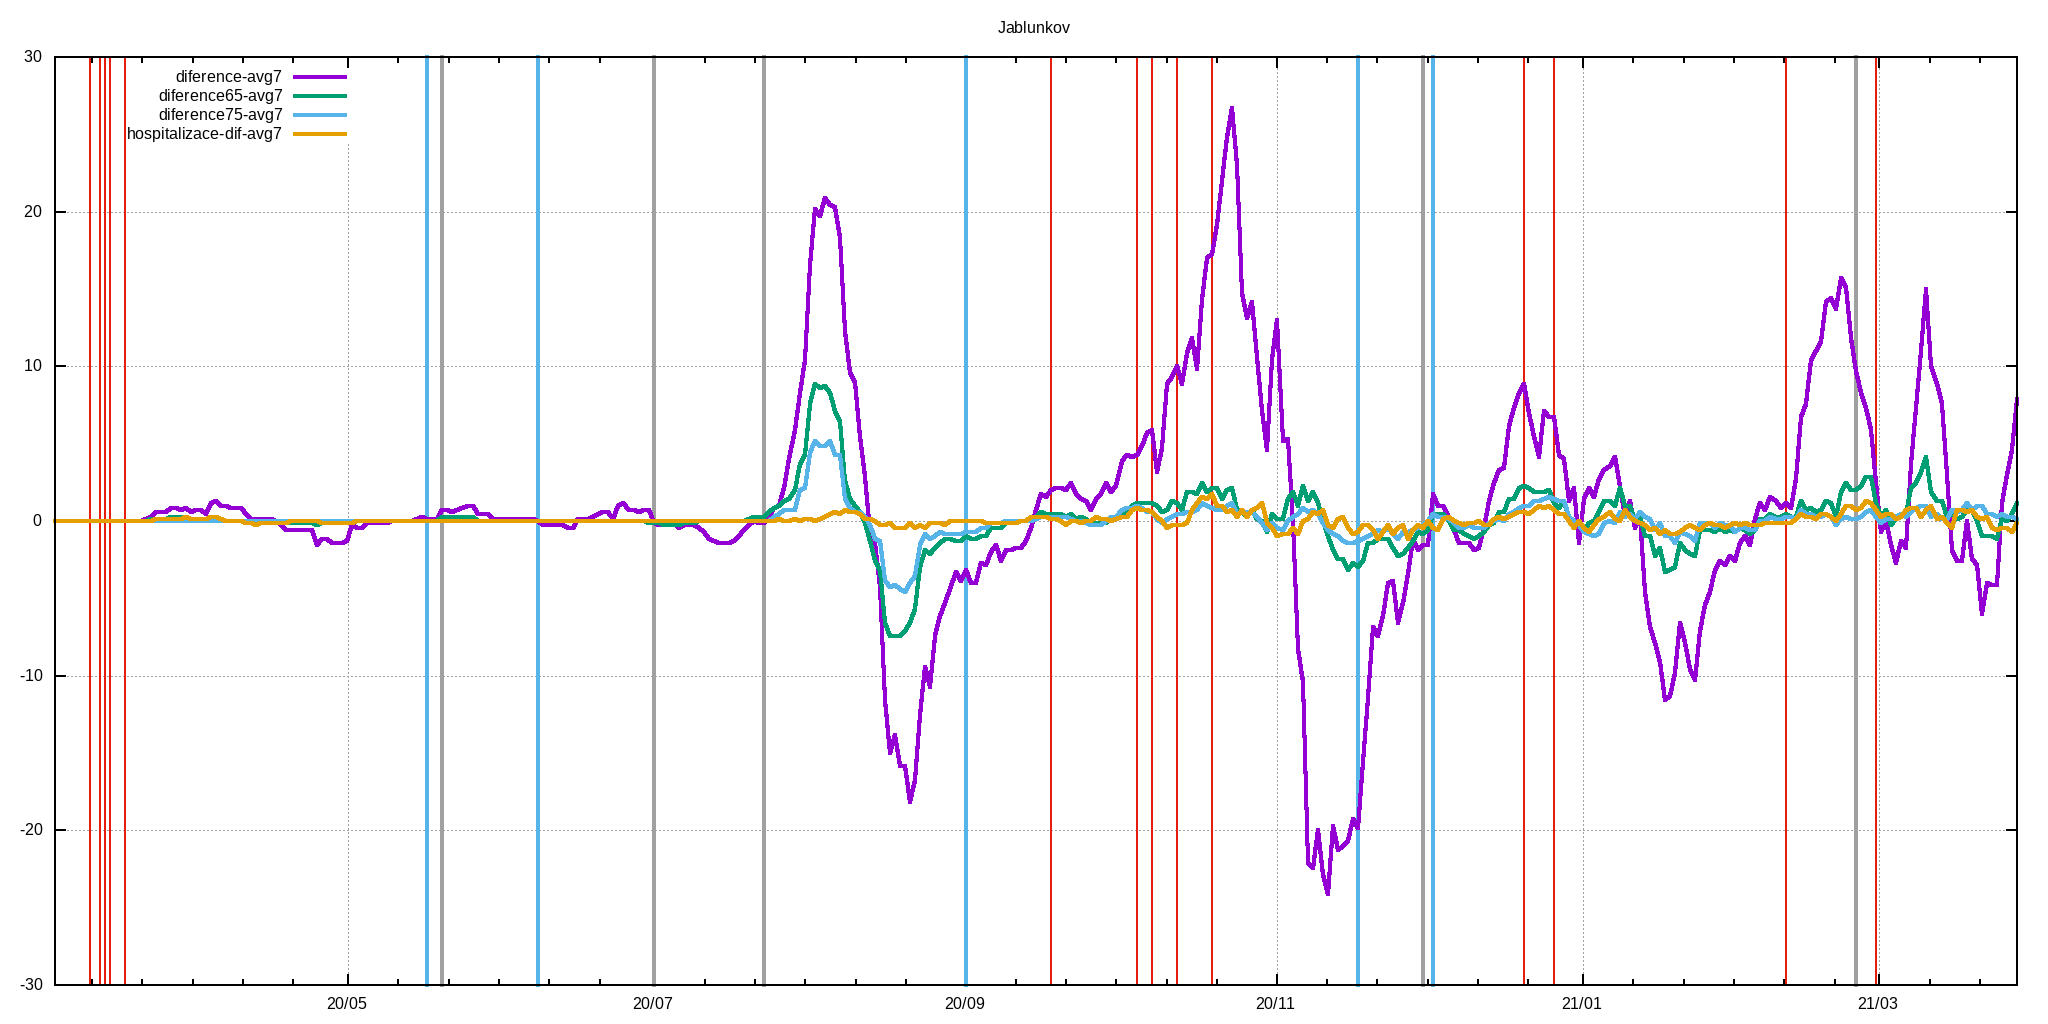 Jablunkov
30
20
10
0
-10
-20
-30
diference-avg7
diference65-avg7
diference75-avg7
hospitalizace-dif-avg7
20/05
20/07
20/09
20/11
21/01
21/03